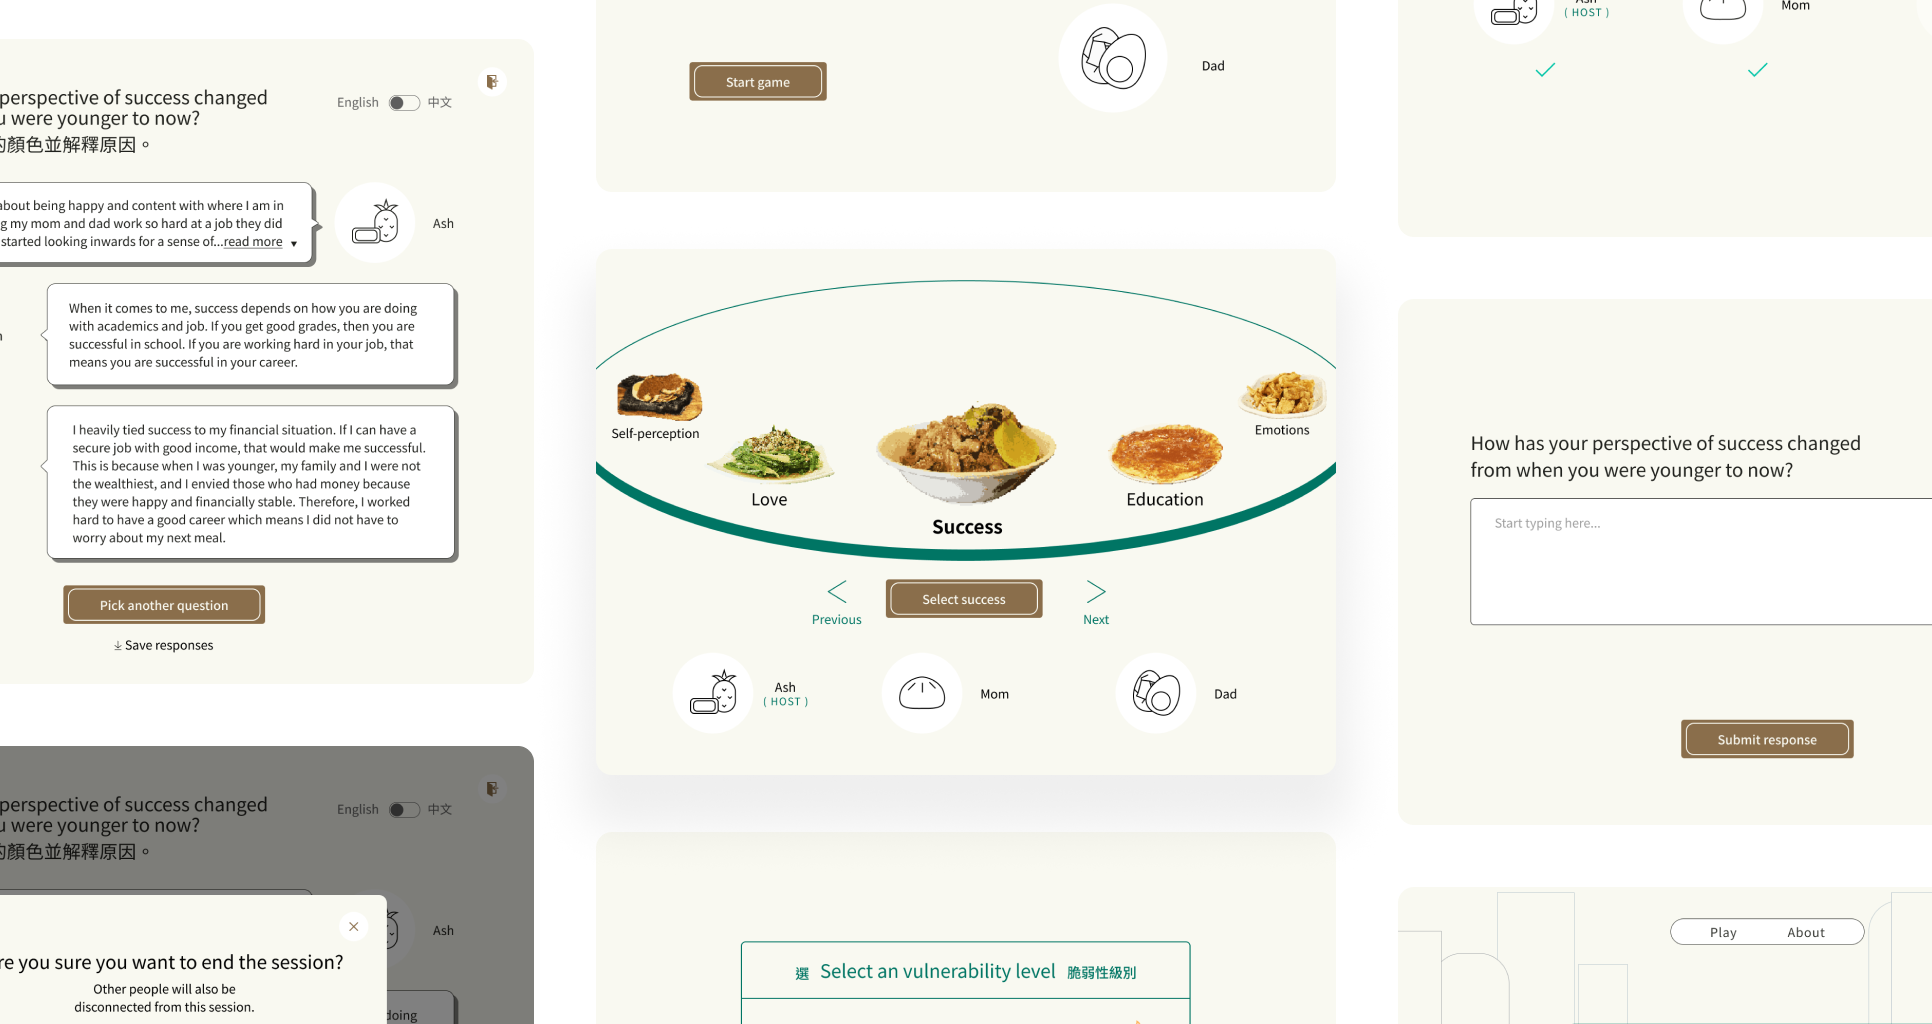 perspective of success changed
u were younger to now?
的顏色並解釋原因。
English 中文
about being happy and content with where I am in
g my mom and dad work so hard at a job they did
started looking inwards for a sense of...read more
Ash
When it comes to me, success depends on how you are doing
with academics and job. If you get good grades, then you are
successful in school. If you are working hard in your job, that
means you are successful in your career.
I heavily tied success to my financial situation. If I can have a
secure job with good income, that would make me successful.
This is because when I was younger, my family and I were not
the wealthiest, and I envied those who had money because
they were happy and financially stable. Therefore, I worked
hard to have a good career which means I did not have to
worry about my next meal.
Pick another question
Save responses
perspective of success changed
u were younger to now?
的顏色並解釋原因。
English 中文
Ash
re you sure you want to end the session?
Other people will also be
disconnected from this session.
doing
Start game
Dad
Self-perception
Love
Success
Education
Emotions
Previous
Select success
Next
Ash
( HOST )
Mom
Dad
選 Select an vulnerability level 脆弱性級別
Ash
( HOST )
Mom
How has your perspective of success changed
from when you were younger to now?
Start typing here...
Submit response
Play About